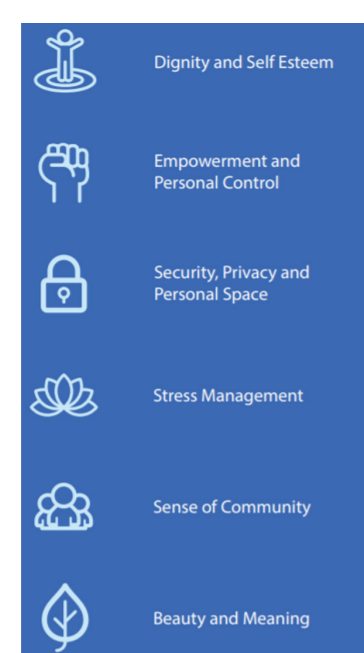 Dignity and Self Esteem
Empowerment and
Personal Control
Security, Privacy and
Personal Space
Stress Management
Sense of Community
Beauty and Meaning